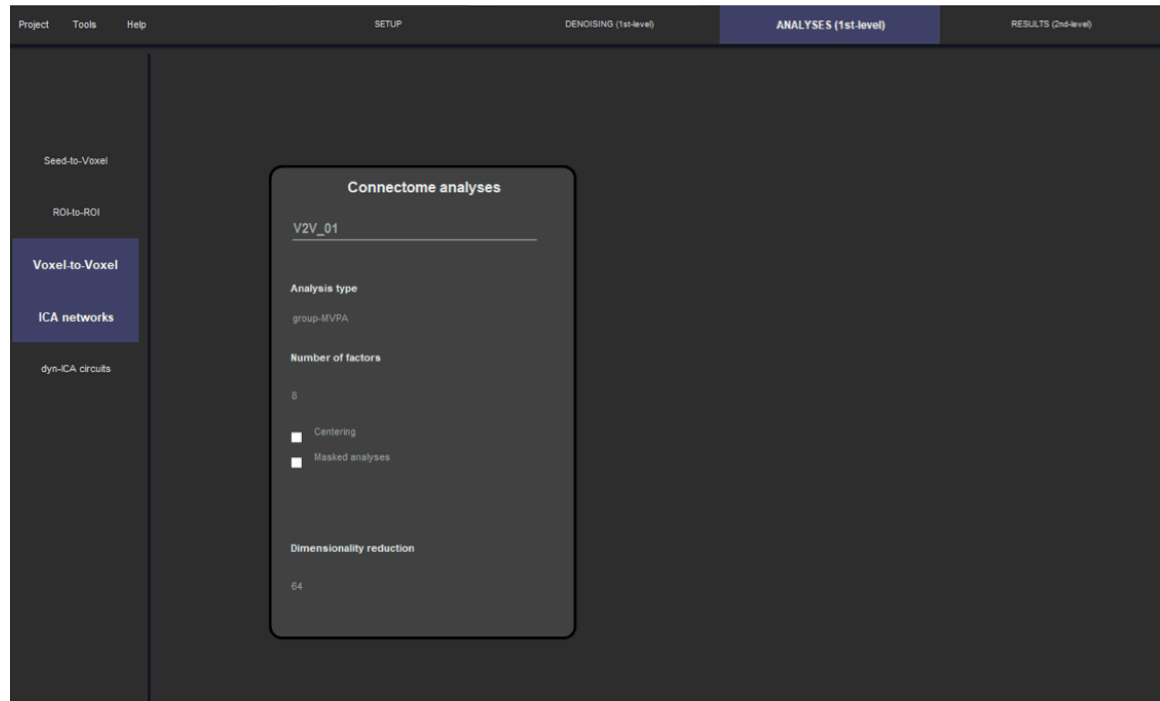 Project Tools Help SETUP DENOISING (1st-level) ANALYSES (1st-level) RESULTS (2nd-level)
Seed-to-Voxel
ROI-to-ROI
Voxel-to-Voxel
ICA networks
dyn-ICA circuits
Connectome analyses
V2V_01
Analysis type
group-MVPA
Number of factors
8
Centering
Masked analyses
Dimensionality reduction
64